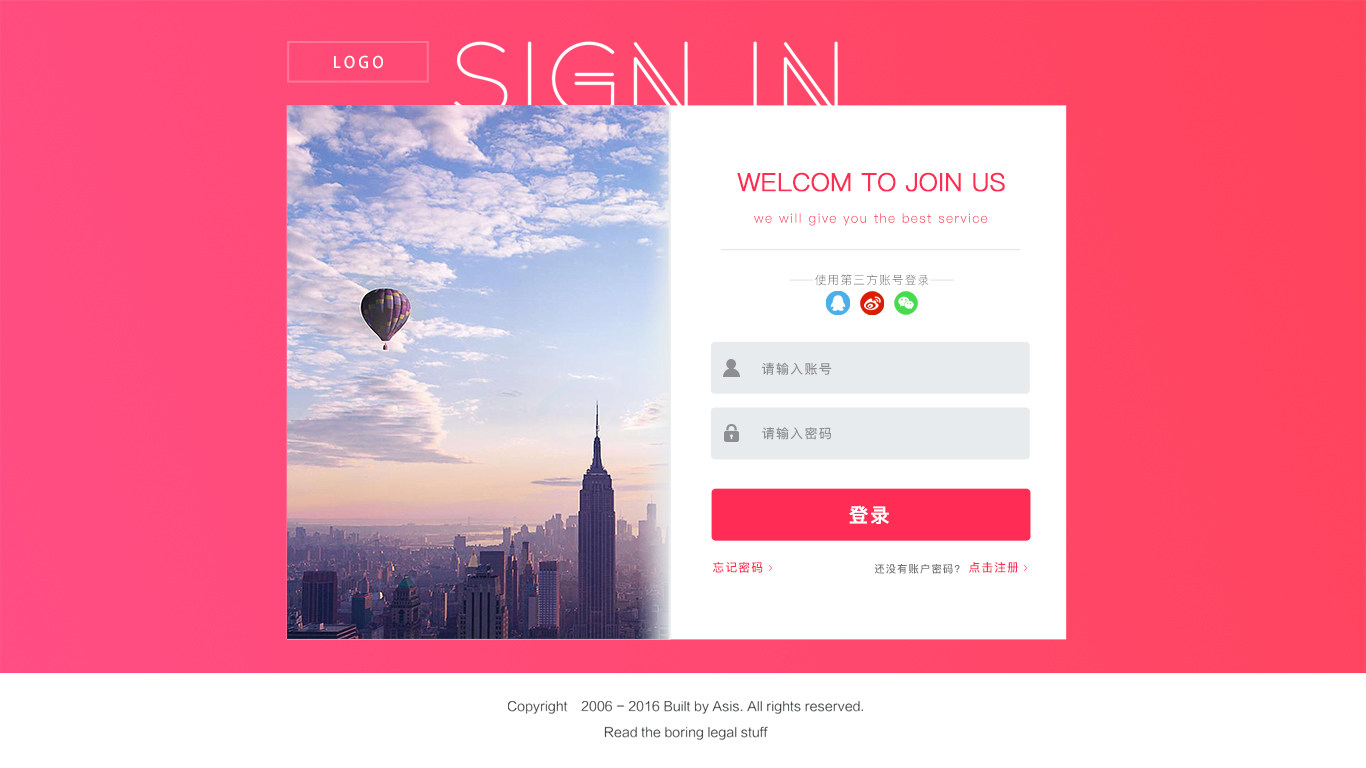 LOGO
SIGN IN
WELCOM TO JOIN US
we will give you the best service
使用第三方账号登录
请输入账号
请输入密码
登录
忘记密码 >
还没有账户密码? 点击注册 >
Copyright 2006 - 2016 Built by Asis. All rights reserved.
Read the boring legal stuff